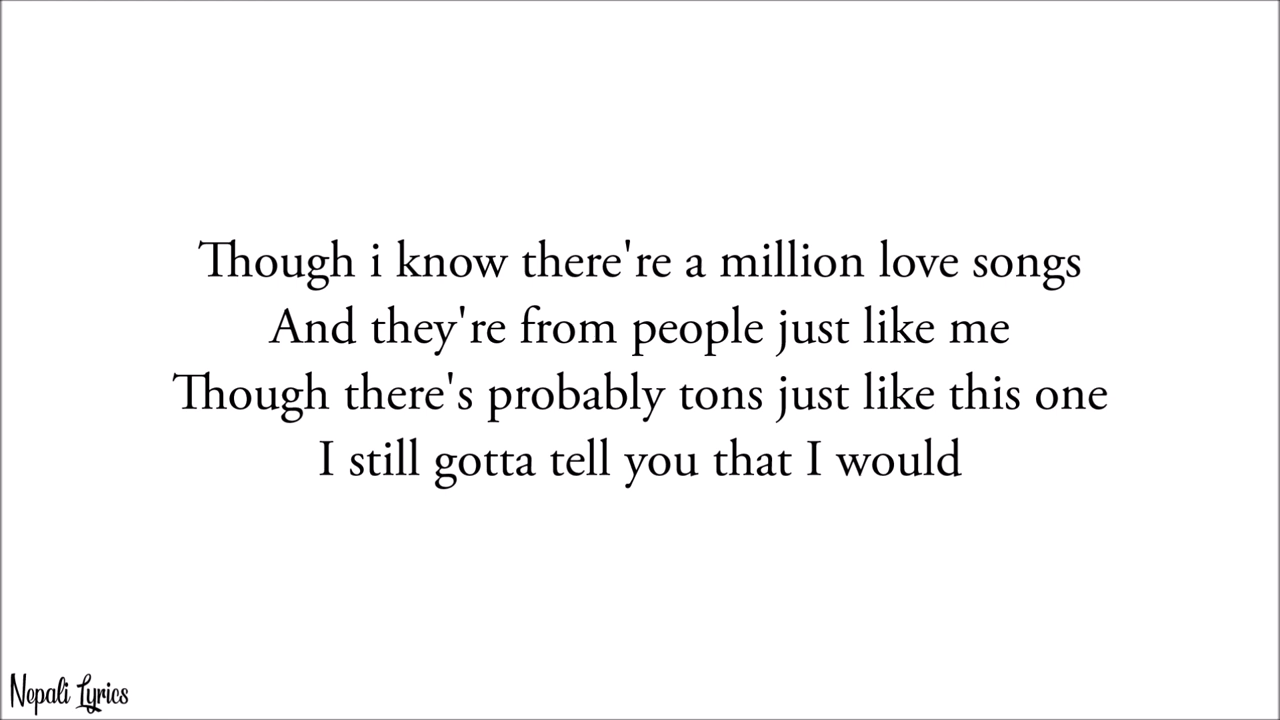 Though i know there're a million love songs
And they're from people just like me
Though there's probably tons just like this one
I still gotta tell you that I would
Nepali Lyrics